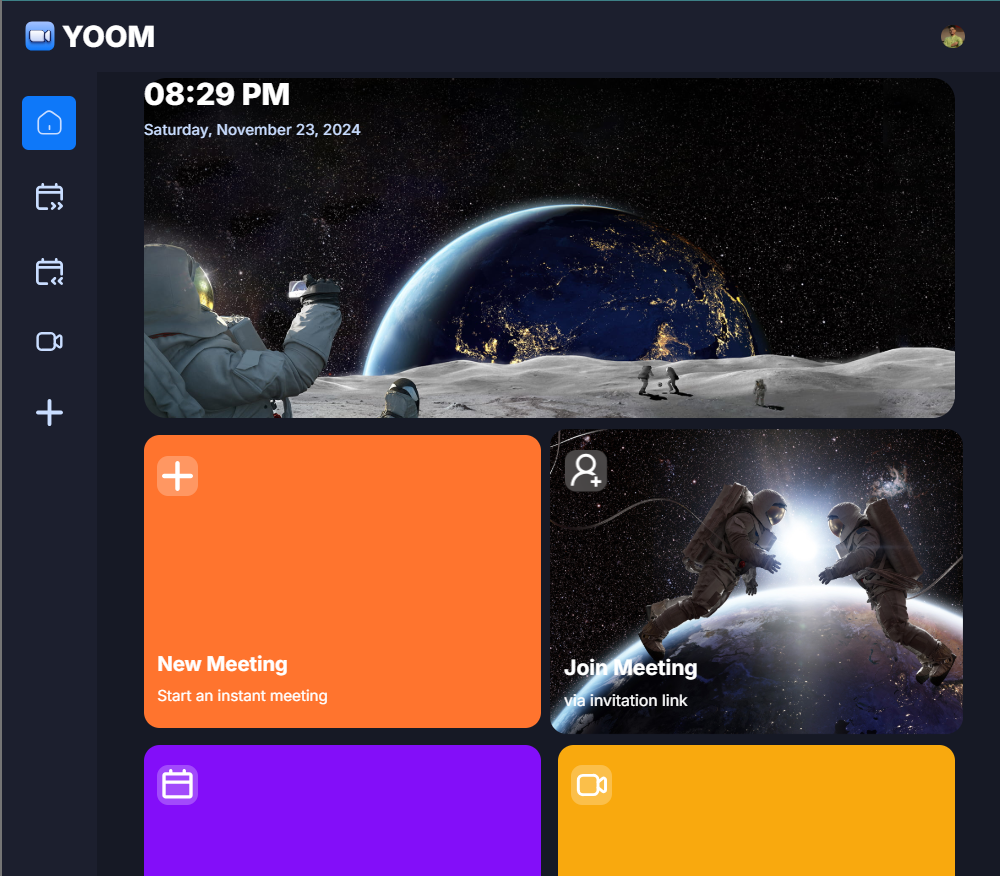 YOOM
08:29 PM
Saturday, November 23, 2024
New Meeting
Start an instant meeting
Join Meeting
via invitation link